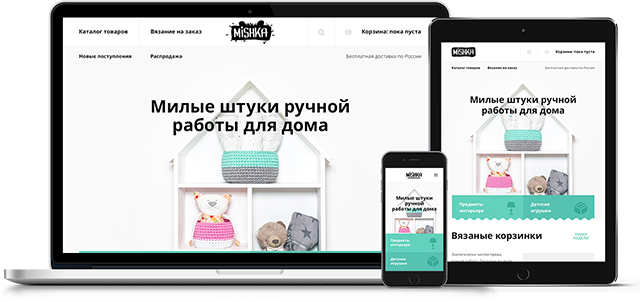 Каталог товаров
Вязание на заказ
MiSHKA
Корзина: пока пуста
Новые поступления
Распродажа
Бесплатная доставка по России
Милые штуки ручной
работы для дома
MiSHKA
Милые штуки
ручной
работы для дома
Предметы
интерьера
Детские
игрушки
MiSHKA
Корзина: пока пуста
Каталог товаров
Вязание на заказ
Бесплатная доставка по России
Милые штуки ручной
работы для дома
Предметы
интерьера
Детские
игрушки
Вязаные корзинки
ТОВАР
НЕДЕЛИ